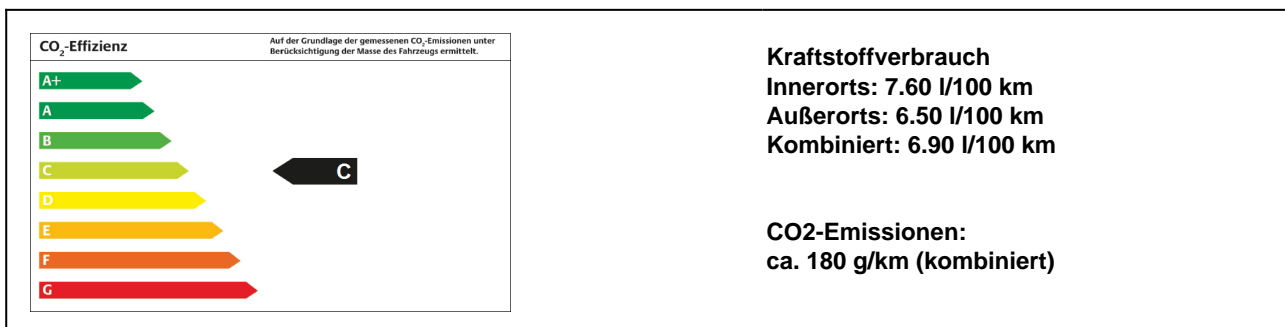 CO2-Effizienz
Auf der Grundlage der gemessenen CO2-Emissionen unter
Berücksichtigung der Masse des Fahrzeugs ermittelt.
A+
A
B
C
C
D
E
F
G
Kraftstoffverbrauch
Innerorts: 7.60 l/100 km
Außerorts: 6.50 l/100 km
Kombiniert: 6.90 l/100 km
CO2-Emissionen:
ca. 180 g/km (kombiniert)